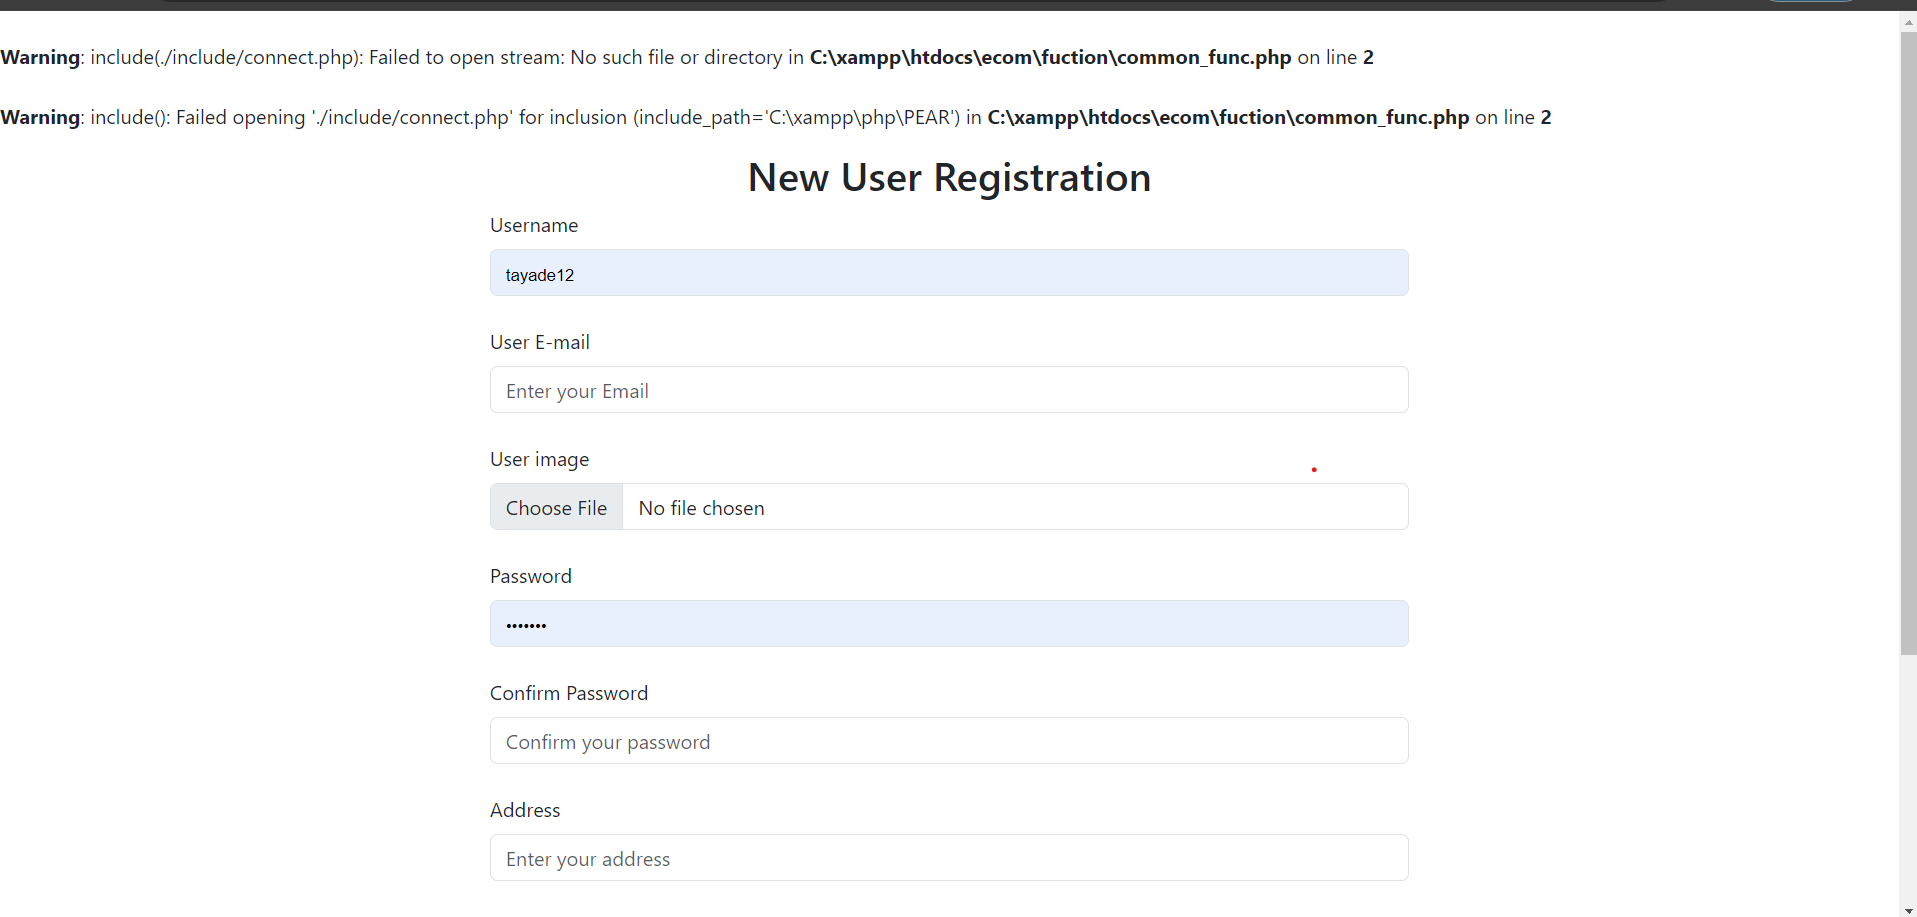 Warning: include(./include/connect.php): Failed to open stream: No such file or directory in C:\xampp\htdocs\ecom\fuction\common_func.php on line 2
Warning: include(): Failed opening './include/connect.php' for inclusion (include_path='C:\xampp\php\PEAR') in C:\xampp\htdocs\ecom\fuction\common_func.php on line 2
New User Registration
Username
tayade12
User E-mail
Enter your Email
User image
Choose File No file chosen
Password
•••••••
Confirm Password
Confirm your password
Address
Enter your address